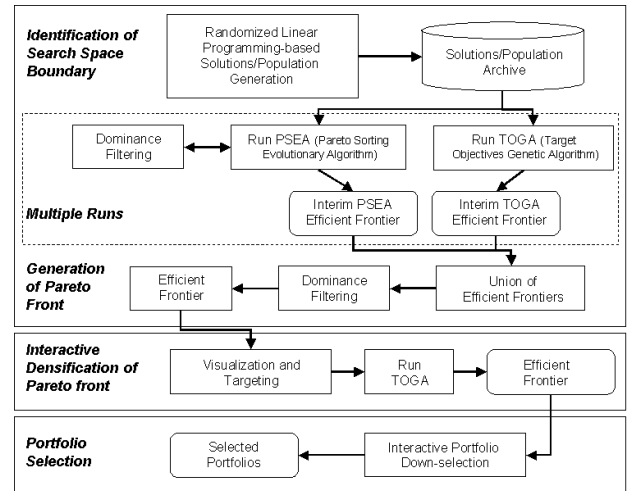 Identification of
Search Space
Boundary
Randomized Linear
Programming-based
Solutions/Population
Generation
Solutions/Population
Archive
Dominance
Filtering
Run PSEA (Pareto Sorting
Evolutionary Algorithm)
Run TOGA (Target
Objectives Genetic Algorithm)
Multiple Runs
Interim PSEA
Efficient Frontier
Interim TOGA
Efficient Frontier
Generation
of Pareto
Front
Efficient
Frontier
Dominance
Filtering
Union of
Efficient Frontiers
Interactive
Densification of
Pareto front
Visualization and
Targeting
Run
TOGA
Efficient
Frontier
Portfolio
Selection
Selected
Portfolios
Interactive Portfolio
Down-selection